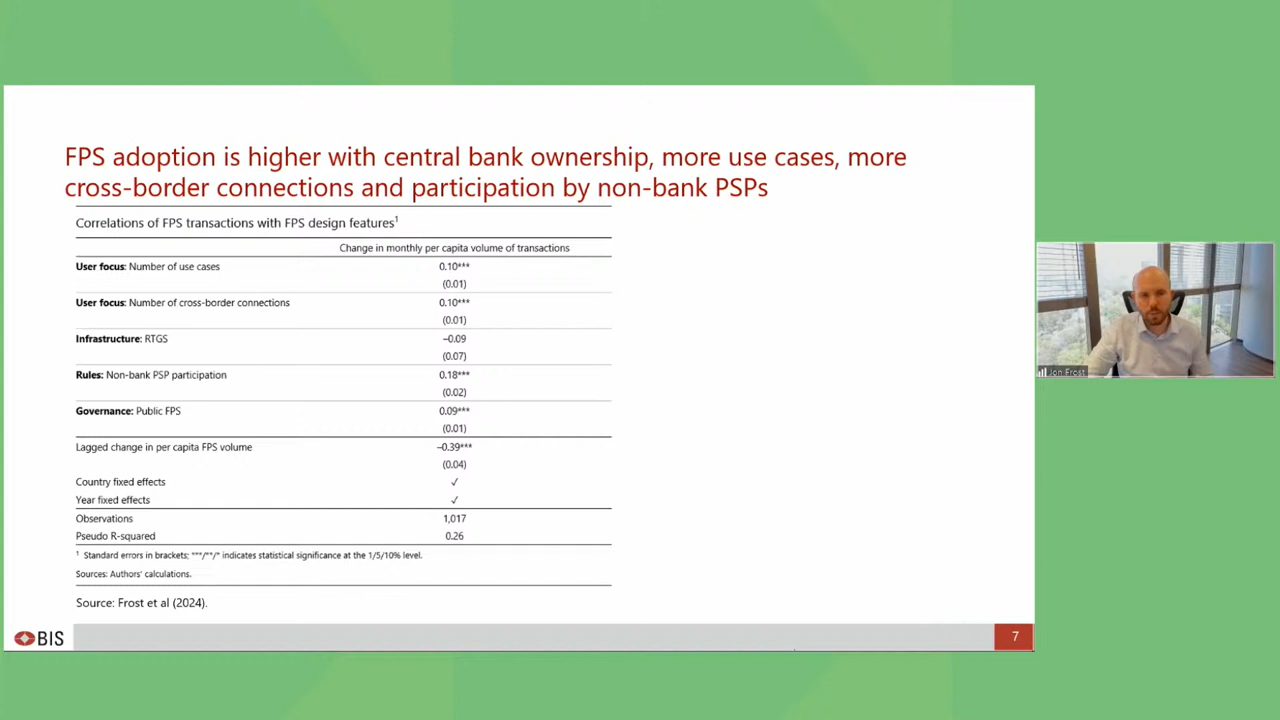 FPS adoption is higher with central bank ownership, more use cases, more
cross-border connections and participation by non-bank PSPs
Correlations of FPS transactions with FPS design features¹
Change in monthly per capita volume of transactions
User focus: Number of use cases 0.10***
(0.01)
User focus: Number of cross-border connections 0.10***
(0.01)
Infrastructure: RTGS –0.09
(0.07)
Rules: Non-bank PSP participation 0.18***
(0.02)
Governance: Public FPS 0.09***
(0.01)
Lagged change in per capita FPS volume –0.39***
(0.04)
Country fixed effects ✓
Year fixed effects ✓
Observations 1,017
Pseudo R-squared 0.26
¹ Standard errors in brackets; ***/**/* indicates statistical significance at the 1/5/10% level.
Sources: Authors' calculations.
Source: Frost et al (2024).
BIS
7
Jon Frost